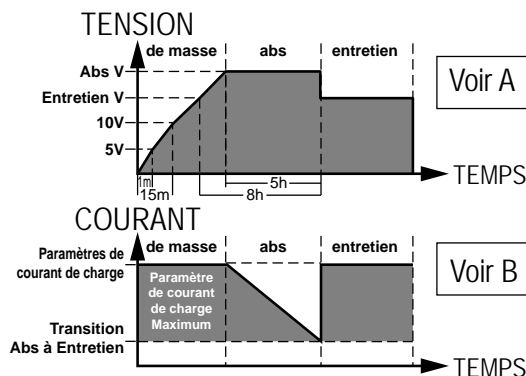 TENSION
de masse abs entretien
Abs V
Entretien V
10V
5V
Voir A
1m
15m
5h
8h
TEMPS
COURANT
de masse abs entretien
Paramètres de
courant de charge
Paramètre
de courant
de charge
Maximum
Transition
Abs à Entretien
Voir B
TEMPS